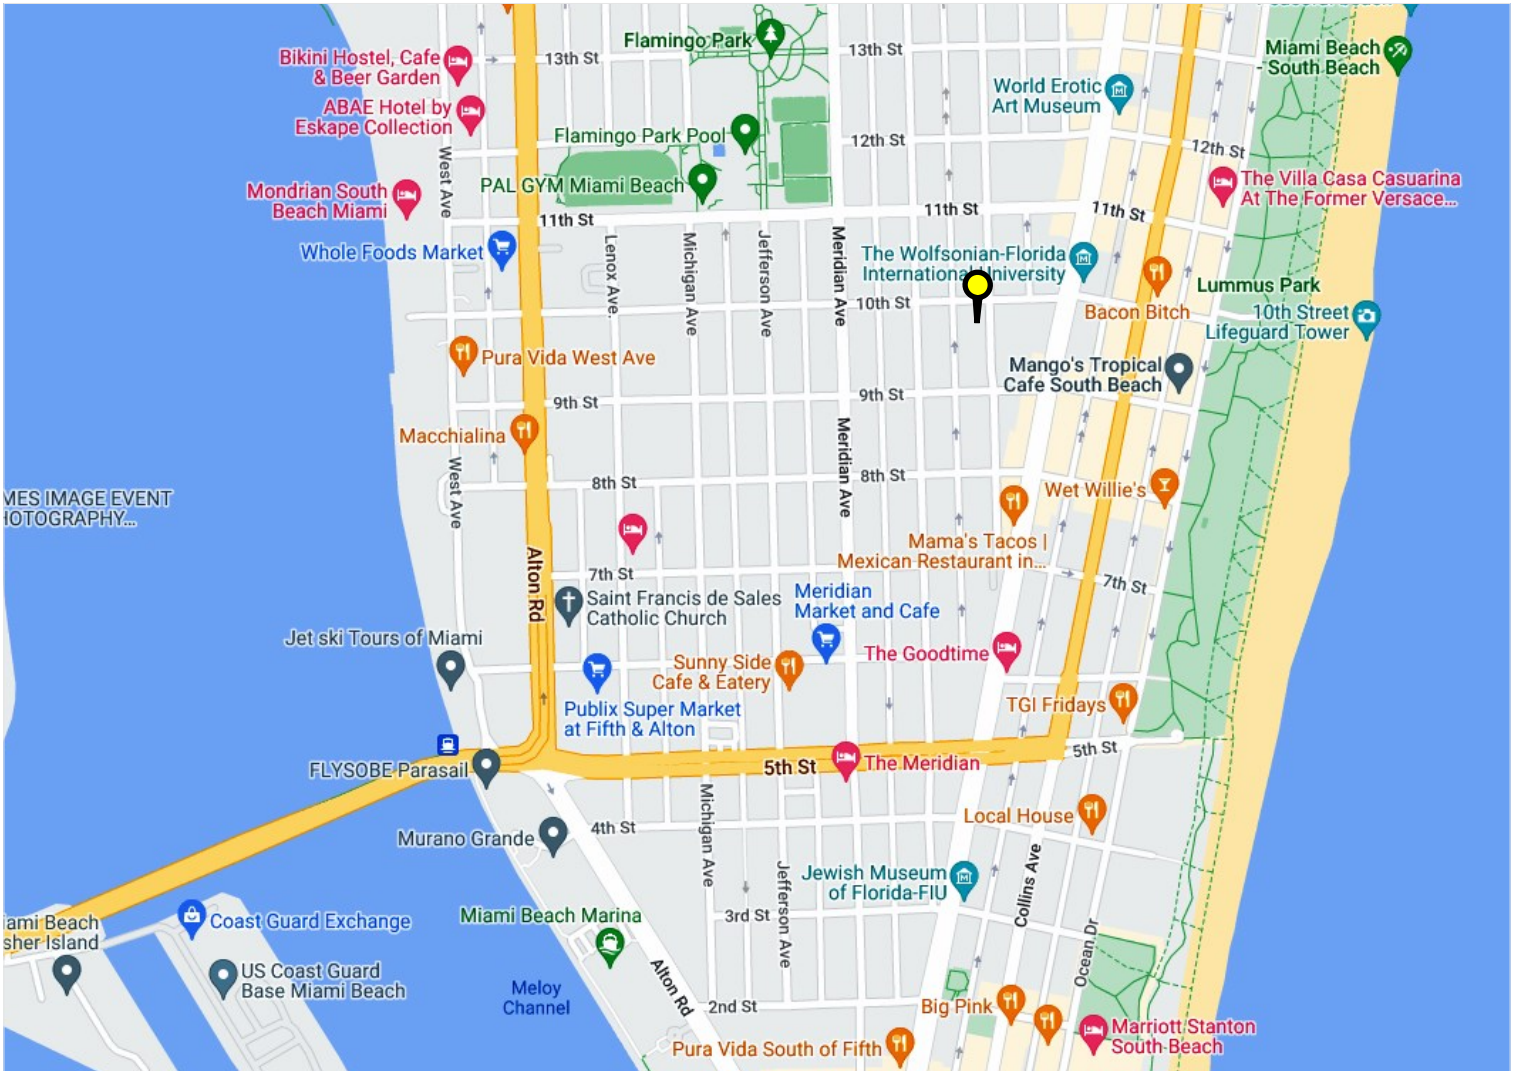 Flamingo Park
Bikini Hostel, Cafe
& Beer Garden
13th St
13th St
Miami Beach
- South Beach
World Erotic
Art Museum
ABAE Hotel by
Eskape Collection
Flamingo Park Pool
12th St
12th St
West Ave
PAL GYM Miami Beach
Mondrian South
Beach Miami
The Villa Casa Casuarina
At The Former Versace...
11th St
11th St
11th St
Whole Foods Market
Lenox Ave.
Michigan Ave
Jefferson Ave
Meridian Ave
The Wolfsonian-Florida
International University
10th St
Lummus Park
Bacon Bitch
10th Street
Lifeguard Tower
Pura Vida West Ave
Mango's Tropical
Cafe South Beach
9th St
9th St
Macchialina
Meridian Ave
West Ave
8th St
8th St
Wet Willie's
MES IMAGE EVENT
HOTOGRAPHY...
Mama's Tacos |
Mexican Restaurant in...
Alton Rd
7th St
7th St
Saint Francis de Sales
Catholic Church
Meridian
Market and Cafe
Jet ski Tours of Miami
The Goodtime
Sunny Side
Cafe & Eatery
TGI Fridays
Publix Super Market
at Fifth & Alton
5th St
5th St
The Meridian
FLYSOBE Parasail
Michigan Ave
Local House
4th St
Murano Grande
Jewish Museum
of Florida-FIU
Collins Ave
Jefferson Ave
3rd St
Miami Beach Marina
Coast Guard Exchange
iami Beach
sher Island
Ocean Dr
US Coast Guard
Base Miami Beach
Meloy
Channel
Alton Rd
2nd St
Big Pink
Marriott Stanton
South Beach
Pura Vida South of Fifth